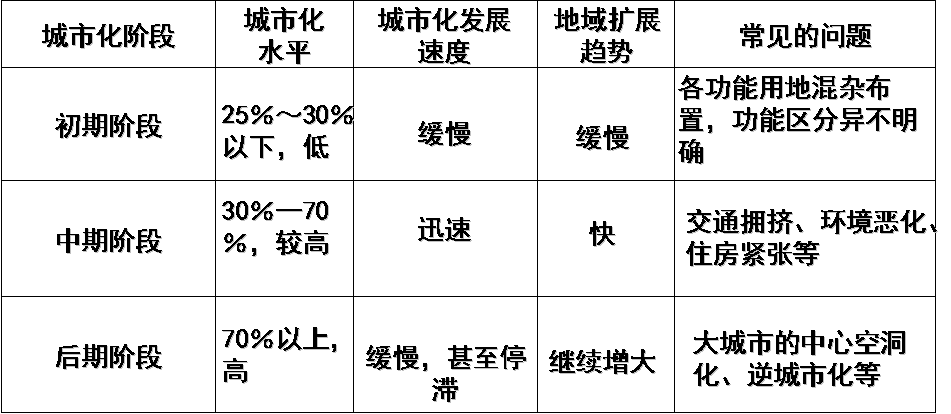 城市化阶段
城市化
水平
城市化发展
速度
地域扩展
趋势
常见的问题
初期阶段
25%～30%
以下，低
缓慢
缓慢
各功能用地混杂布
置，功能区分异不明
确
中期阶段
30%—70
%，较高
迅速
快
交通拥挤、环境恶化、
住房紧张等
后期阶段
70%以上，
高
缓慢，甚至停
滞
继续增大
大城市的中心空洞
化、逆城市化等